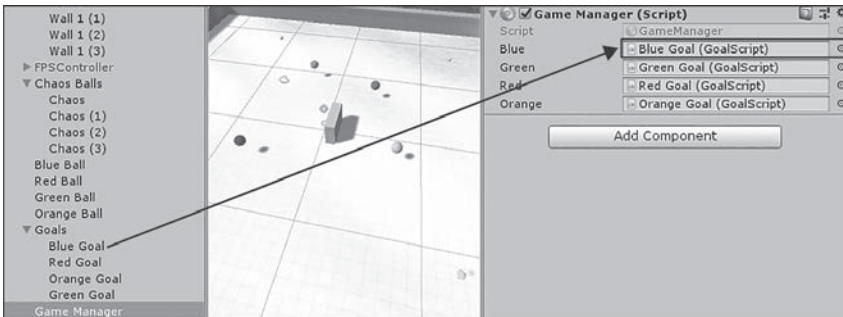 Wall 1 (1)
Wall 1 (2)
Wall 1 (3)
FPSController
Chaos Balls
Chaos
Chaos (1)
Chaos (2)
Chaos (3)
Blue Ball
Red Ball
Green Ball
Orange Ball
Goals
Blue Goal
Red Goal
Orange Goal
Green Goal
Game Manager
Game Manager (Script)
Script GameManager
Blue Blue Goal (GoalScript)
Green Green Goal (GoalScript)
Red Red Goal (GoalScript)
Orange Orange Goal (GoalScript)
Add Component